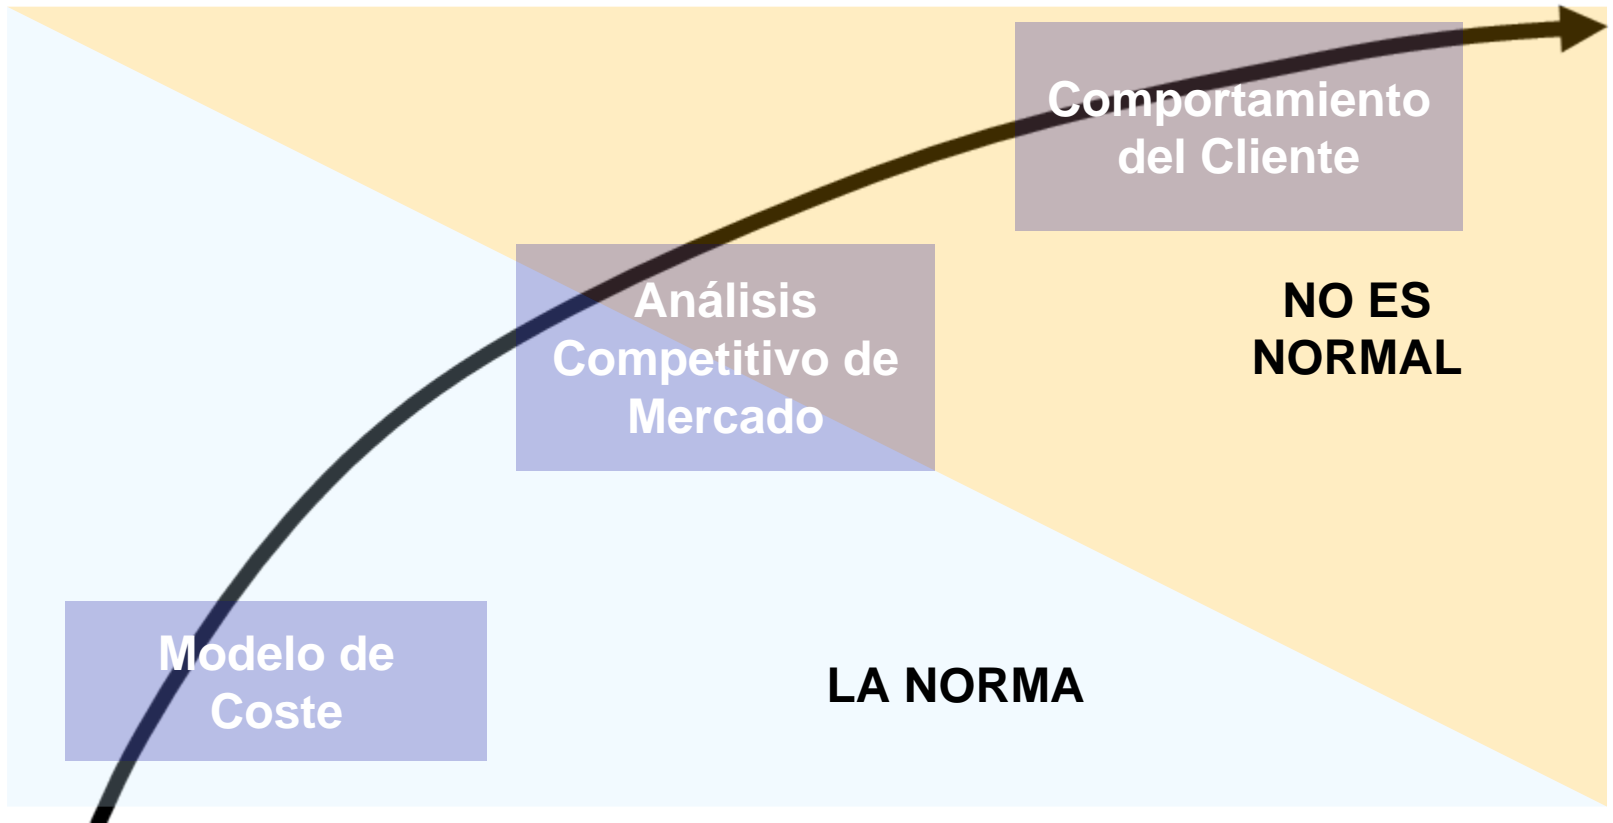 Comportamiento
del Cliente
Análisis
Competitivo de
Mercado
NO ES
NORMAL
Modelo de
Coste
LA NORMA